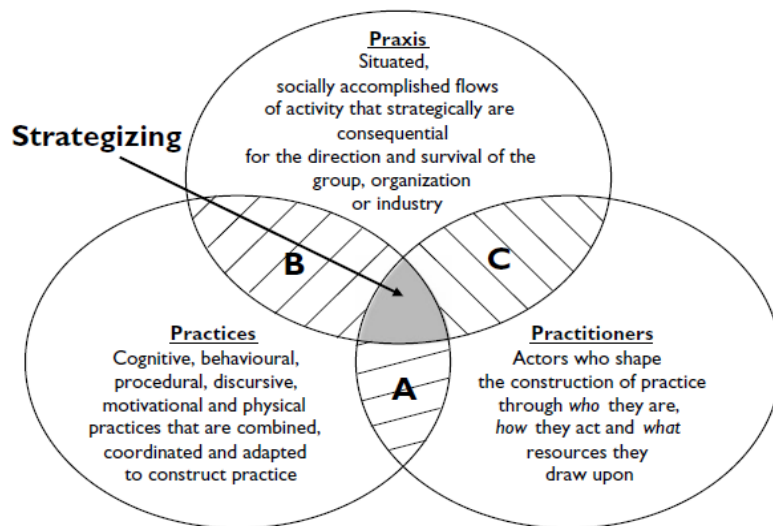 Praxis
Situated,
socially accomplished flows
of activity that strategically are
consequential
for the direction and survival of the
group, organization
or industry
Strategizing
B
C
Practices
Cognitive, behavioural,
procedural, discursive,
motivational and physical
practices that are combined,
coordinated and adapted
to construct practice
A
Practitioners
Actors who shape
the construction of practice
through who they are,
how they act and what
resources they
draw upon